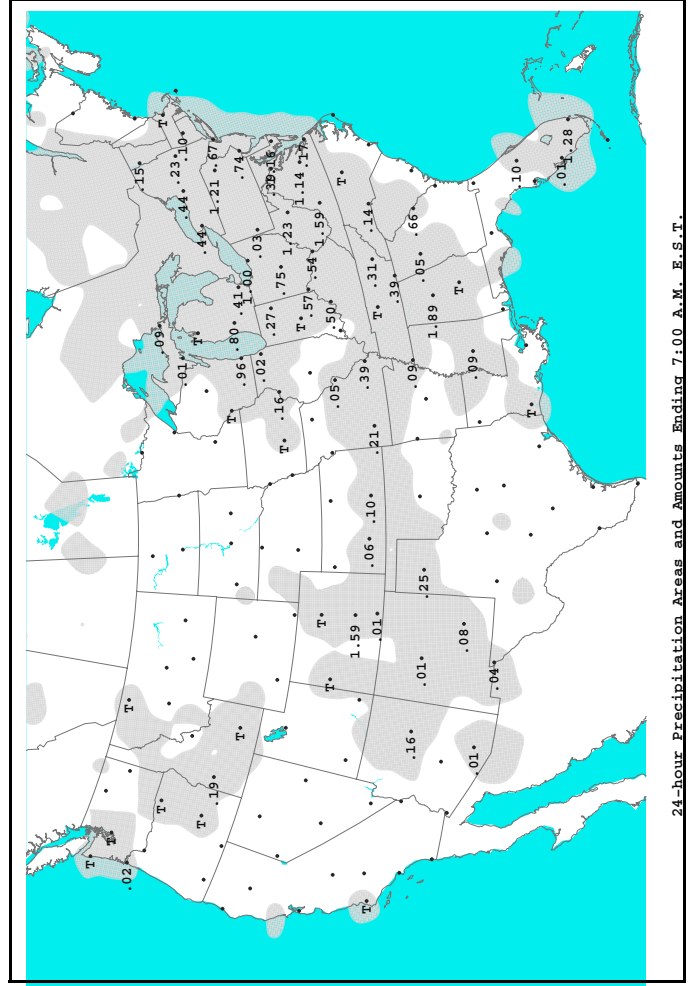 T
.02
T
T
.15
T
.09
T
.01
.44
.23
.10
T
.19
T
.44
1.21
.67
T
T
.96
.80
.41
1.00
.74
.02
.03
T
.16
.27
.75
1.23
.16
T
.57
.54
1.14
.17
T
T
.50
1.59
.05
T
1.59
.01
.06
.10
.21
.39
T
.31
.14
T
.39
.16
.01
.25
.09
.05
.66
1.89
.08
T
.01
.09
.04
T
.10
.01
1.28
24-hour Precipitation Areas and Amounts Ending 7:00 A.M. E.S.T.